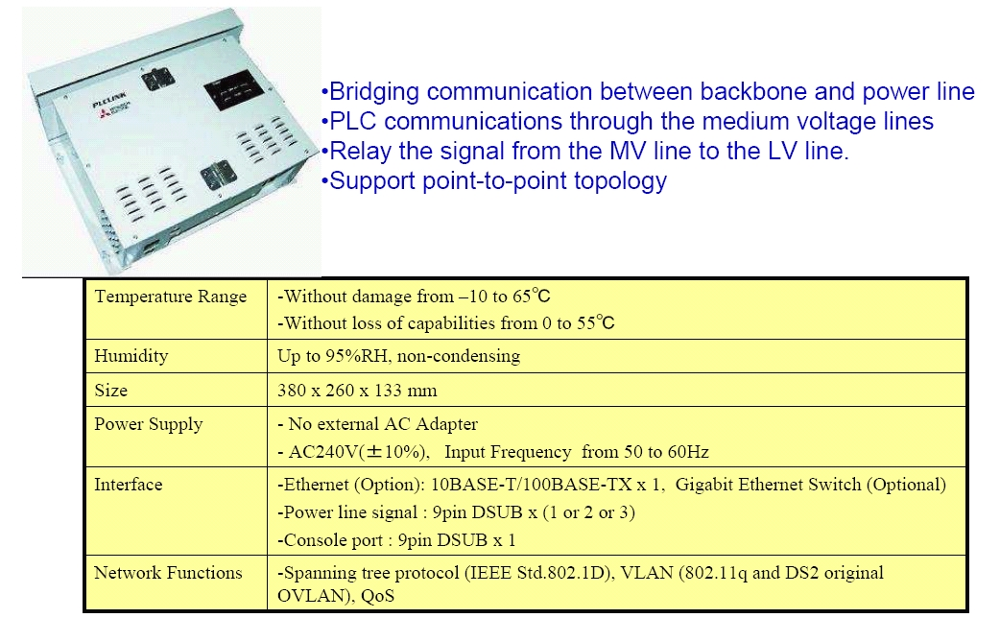 PLCLINK
•Bridging communication between backbone and power line
•PLC communications through the medium voltage lines
•Relay the signal from the MV line to the LV line.
•Support point-to-point topology
Temperature Range
-Without damage from –10 to 65℃
-Without loss of capabilities from 0 to 55℃
Humidity
Up to 95%RH, non-condensing
Size
380 x 260 x 133 mm
Power Supply
- No external AC Adapter
- AC240V(±10%), Input Frequency from 50 to 60Hz
Interface
-Ethernet (Option): 10BASE-T/100BASE-TX x 1, Gigabit Ethernet Switch (Optional)
-Power line signal : 9pin DSUB x (1 or 2 or 3)
-Console port : 9pin DSUB x 1
Network Functions
-Spanning tree protocol (IEEE Std.802.1D), VLAN (802.11q and DS2 original
OVLAN), QoS